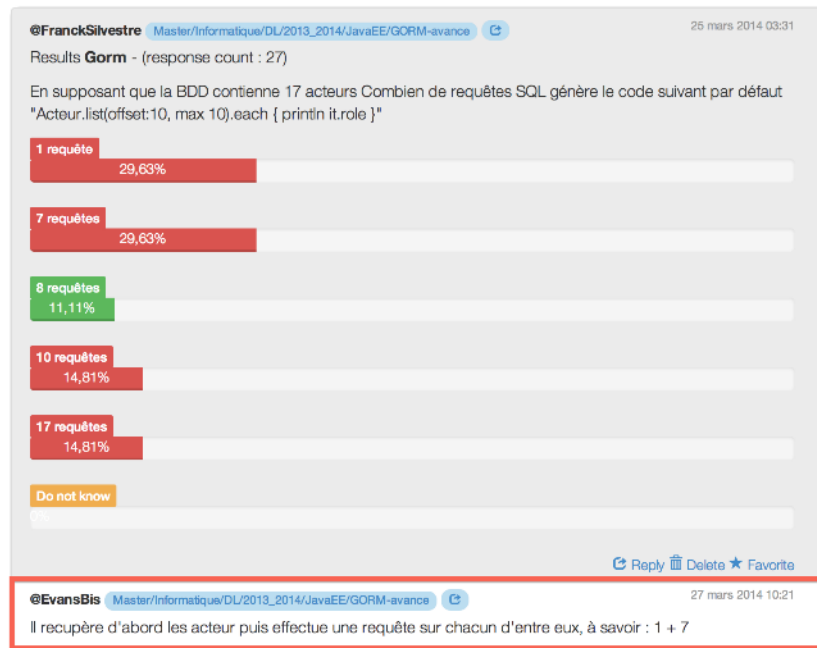 @FranckSilvestre Master/Informatique/DL/2013_2014/JavaEE/GORM-avance 25 mars 2014 03:31
Results Gorm - (response count : 27)
En supposant que la BDD contienne 17 acteurs Combien de requêtes SQL génère le code suivant par défaut
"Acteur.list(offset:10, max 10).each { println it.role }"
1 requête
29,63%
7 requêtes
29,63%
8 requêtes
11,11%
10 requêtes
14,81%
17 requêtes
14,81%
Do not know
0%
Reply Delete Favorite
@EvansBis Master/Informatique/DL/2013_2014/JavaEE/GORM-avance 27 mars 2014 10:21
Il recupère d'abord les acteur puis effectue une requête sur chacun d'entre eux, à savoir : 1 + 7